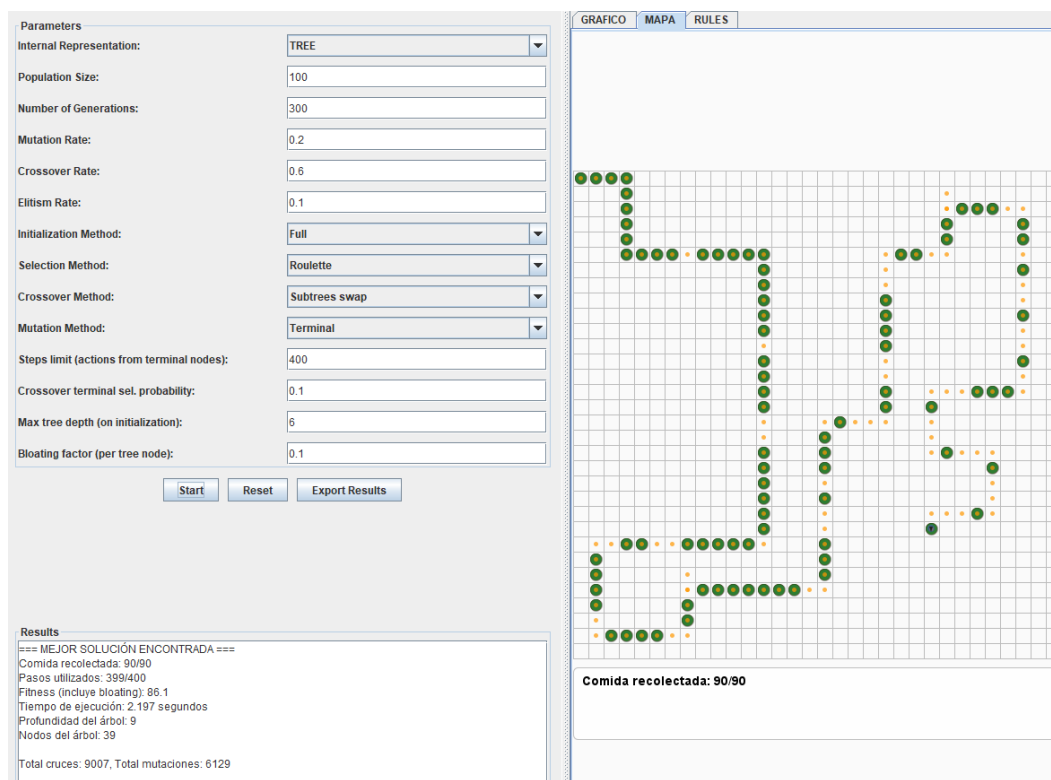 Parameters
Internal Representation: TREE
Population Size: 100
Number of Generations: 300
Mutation Rate: 0.2
Crossover Rate: 0.6
Elitism Rate: 0.1
Initialization Method: Full
Selection Method: Roulette
Crossover Method: Subtrees swap
Mutation Method: Terminal
Steps limit (actions from terminal nodes): 400
Crossover terminal sel. probability: 0.1
Max tree depth (on initialization): 6
Bloating factor (per tree node): 0.1
Start Reset Export Results
Results
=== MEJOR SOLUCIÓN ENCONTRADA ===
Comida recolectada: 90/90
Pasos utilizados: 399/400
Fitness (incluye bloating): 86.1
Tiempo de ejecución: 2.197 segundos
Profundidad del árbol: 9
Nodos del árbol: 39
Total cruces: 9007, Total mutaciones: 6129
GRAFICO MAPA RULES
Comida recolectada: 90/90